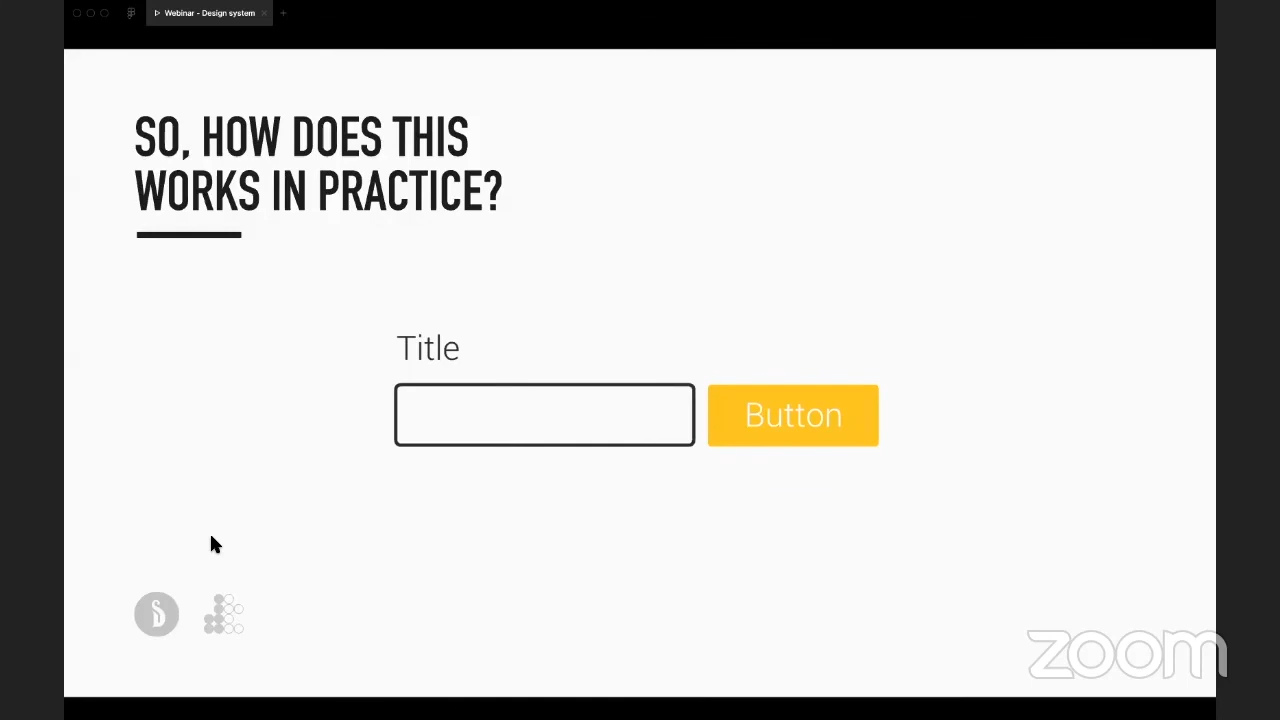 Webinar - Design system
SO, HOW DOES THIS
WORKS IN PRACTICE?
Title
Button
zoom